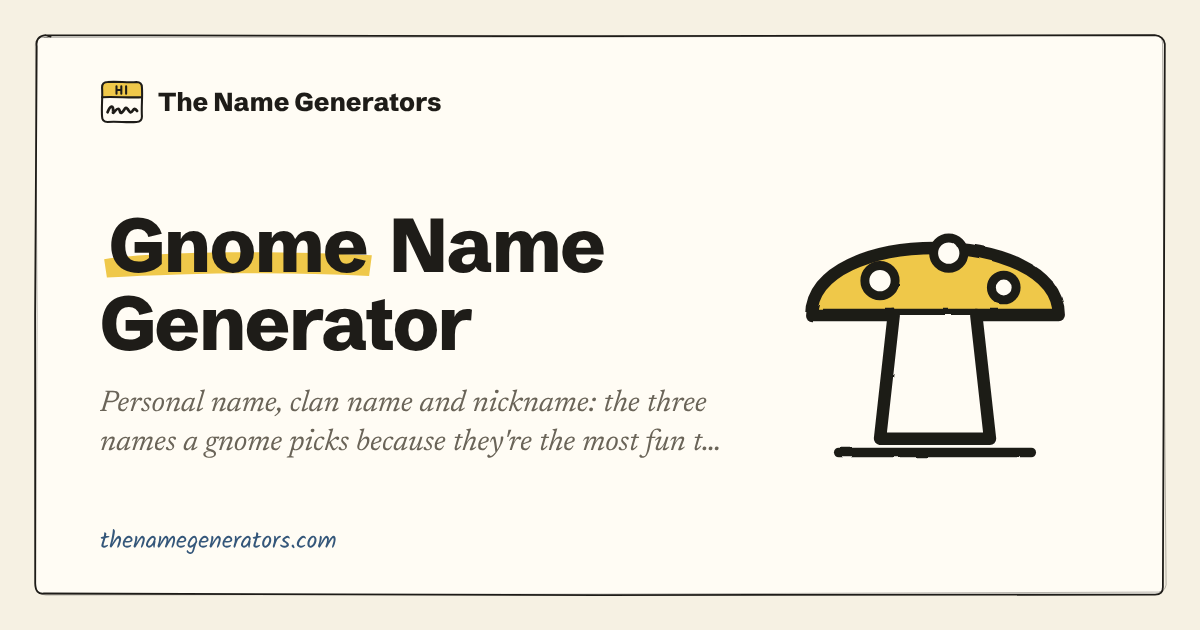 HI
The Name Generators
Gnome Name
Generator
Personal name, clan name and nickname: the three
names a gnome picks because they're the most fun t...
thenamegenerators.com